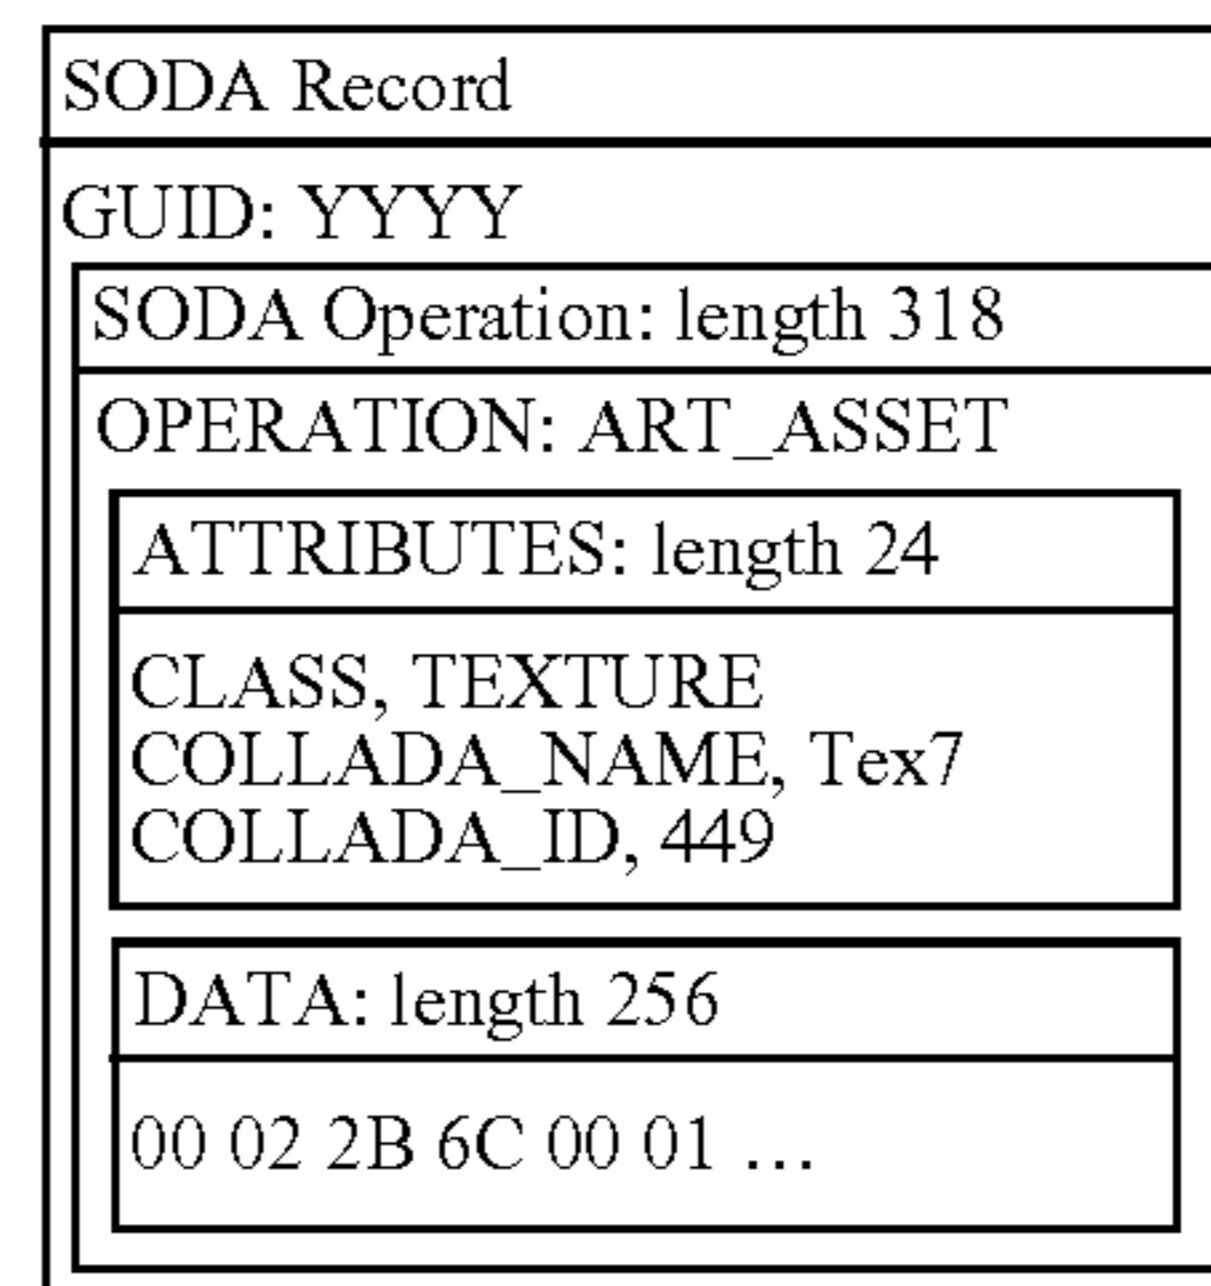 SODA Record
GUID: YYYY
SODA Operation: length 318
OPERATION: ART_ASSET
ATTRIBUTES: length 24
CLASS, TEXTURE
COLLADA_NAME, Tex7
COLLADA_ID, 449
DATA: length 256
00 02 2B 6C 00 01 …